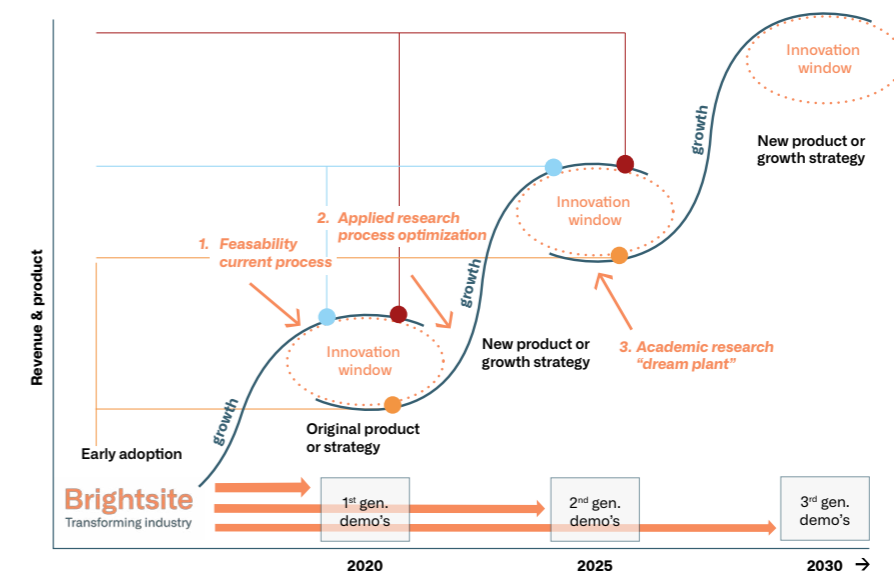 Innovation
window
growth
New product or
growth strategy
Innovation
window
2. Applied research
process optimization
1. Feasability
current process
growth
Revenue & product
New product or
growth strategy
3. Academic research
“dream plant”
Innovation
window
growth
Original product
or strategy
Early adoption
Brightsite
Transforming industry
1st gen.
demo’s
2nd gen.
demo’s
3rd gen.
demo’s
2020 2025 2030